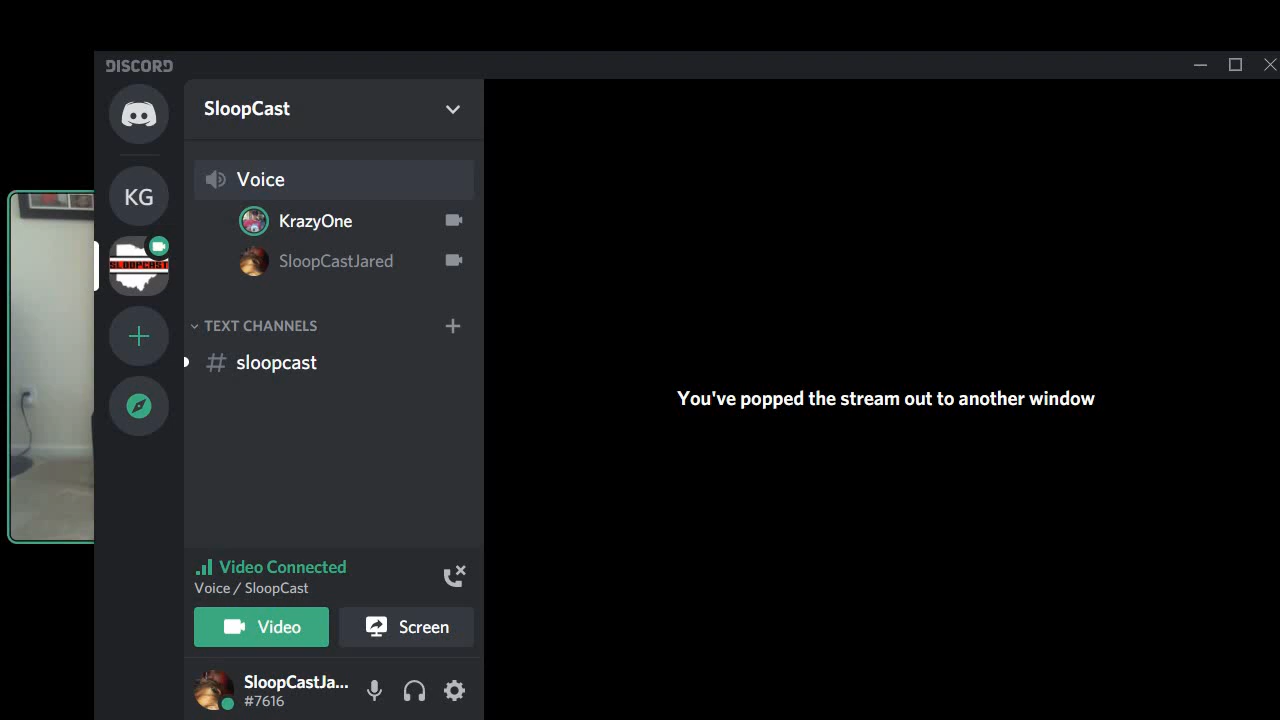 DISCORD
SloopCast
KG
SLOOPCAST
Voice
KrazyOne
SloopCastJared
TEXT CHANNELS
sloopcast
You've popped the stream out to another window
Video Connected
Voice / SloopCast
Video
Screen
SloopCastJa...
#7616